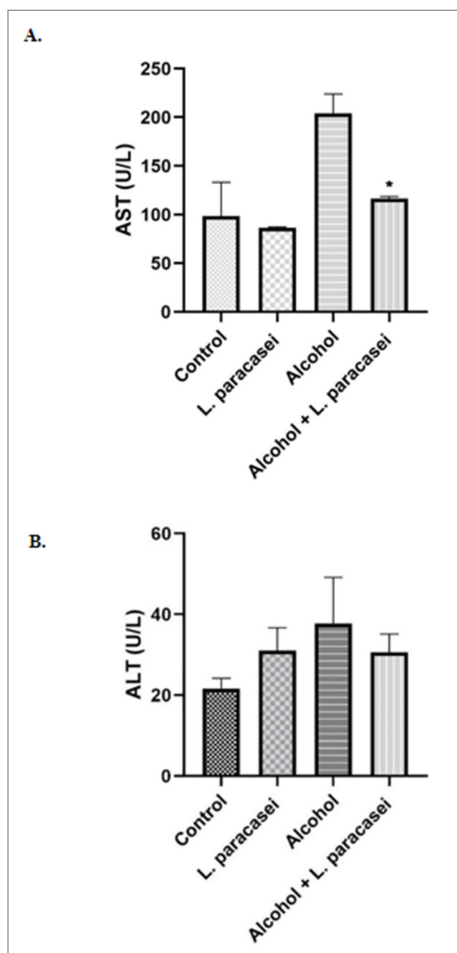 A.
250
200
150
100
50
0
AST (U/L)
*
Control
L. paracasei
Alcohol
Alcohol + L. paracasei
B.
60
40
20
0
ALT (U/L)
Control
L. paracasei
Alcohol
Alcohol + L. paracasei